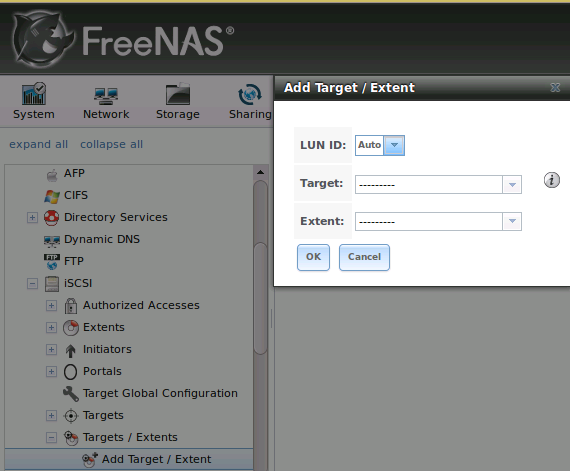 FreeNAS®
System
Network
Storage
Sharing
expand all collapse all
AFP
CIFS
Directory Services
Dynamic DNS
FTP
FTP
iSCSI
Authorized Accesses
Extents
Initiators
Portals
Target Global Configuration
Targets
Targets / Extents
Add Target / Extent
Add Target / Extent
LUN ID: Auto
Target: ---------
Extent: ---------
OK Cancel